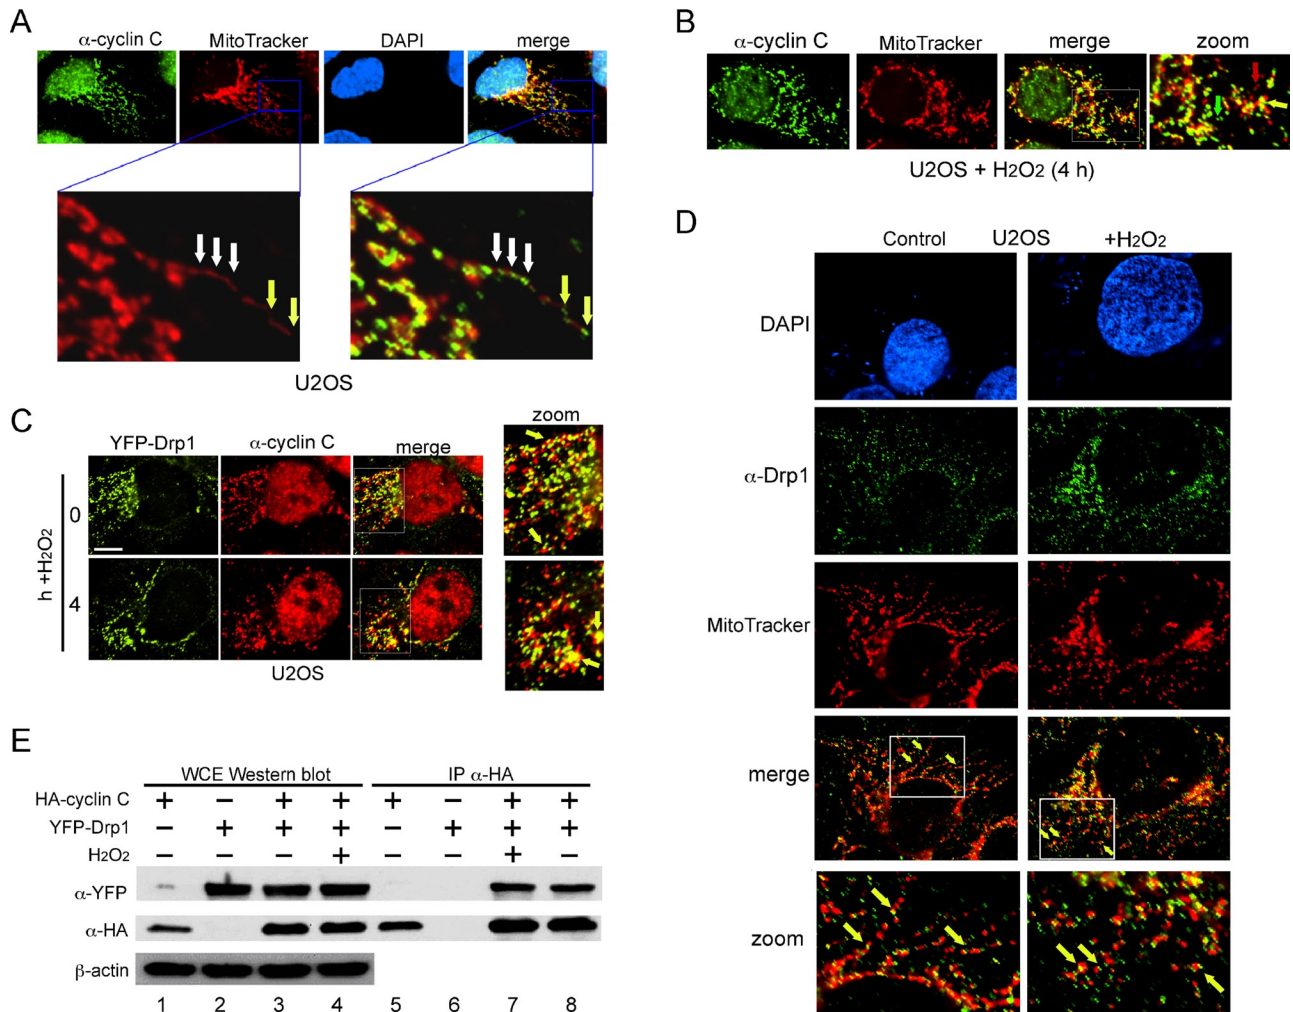 A
α-cyclin C MitoTracker DAPI merge
U2OS
B
α-cyclin C MitoTracker merge zoom
U2OS + H2O2 (4 h)
C
YFP-Drp1 α-cyclin C merge zoom
h +H2O2
0
4
U2OS
D
Control U2OS +H2O2
DAPI
α-Drp1
MitoTracker
merge
zoom
E
WCE Western blot IP α-HA
HA-cyclin C + − + + + − + +
YFP-Drp1 − + + + − + + +
H2O2 − − − + − − + −
α-YFP
α-HA
β-actin
1 2 3 4 5 6 7 8